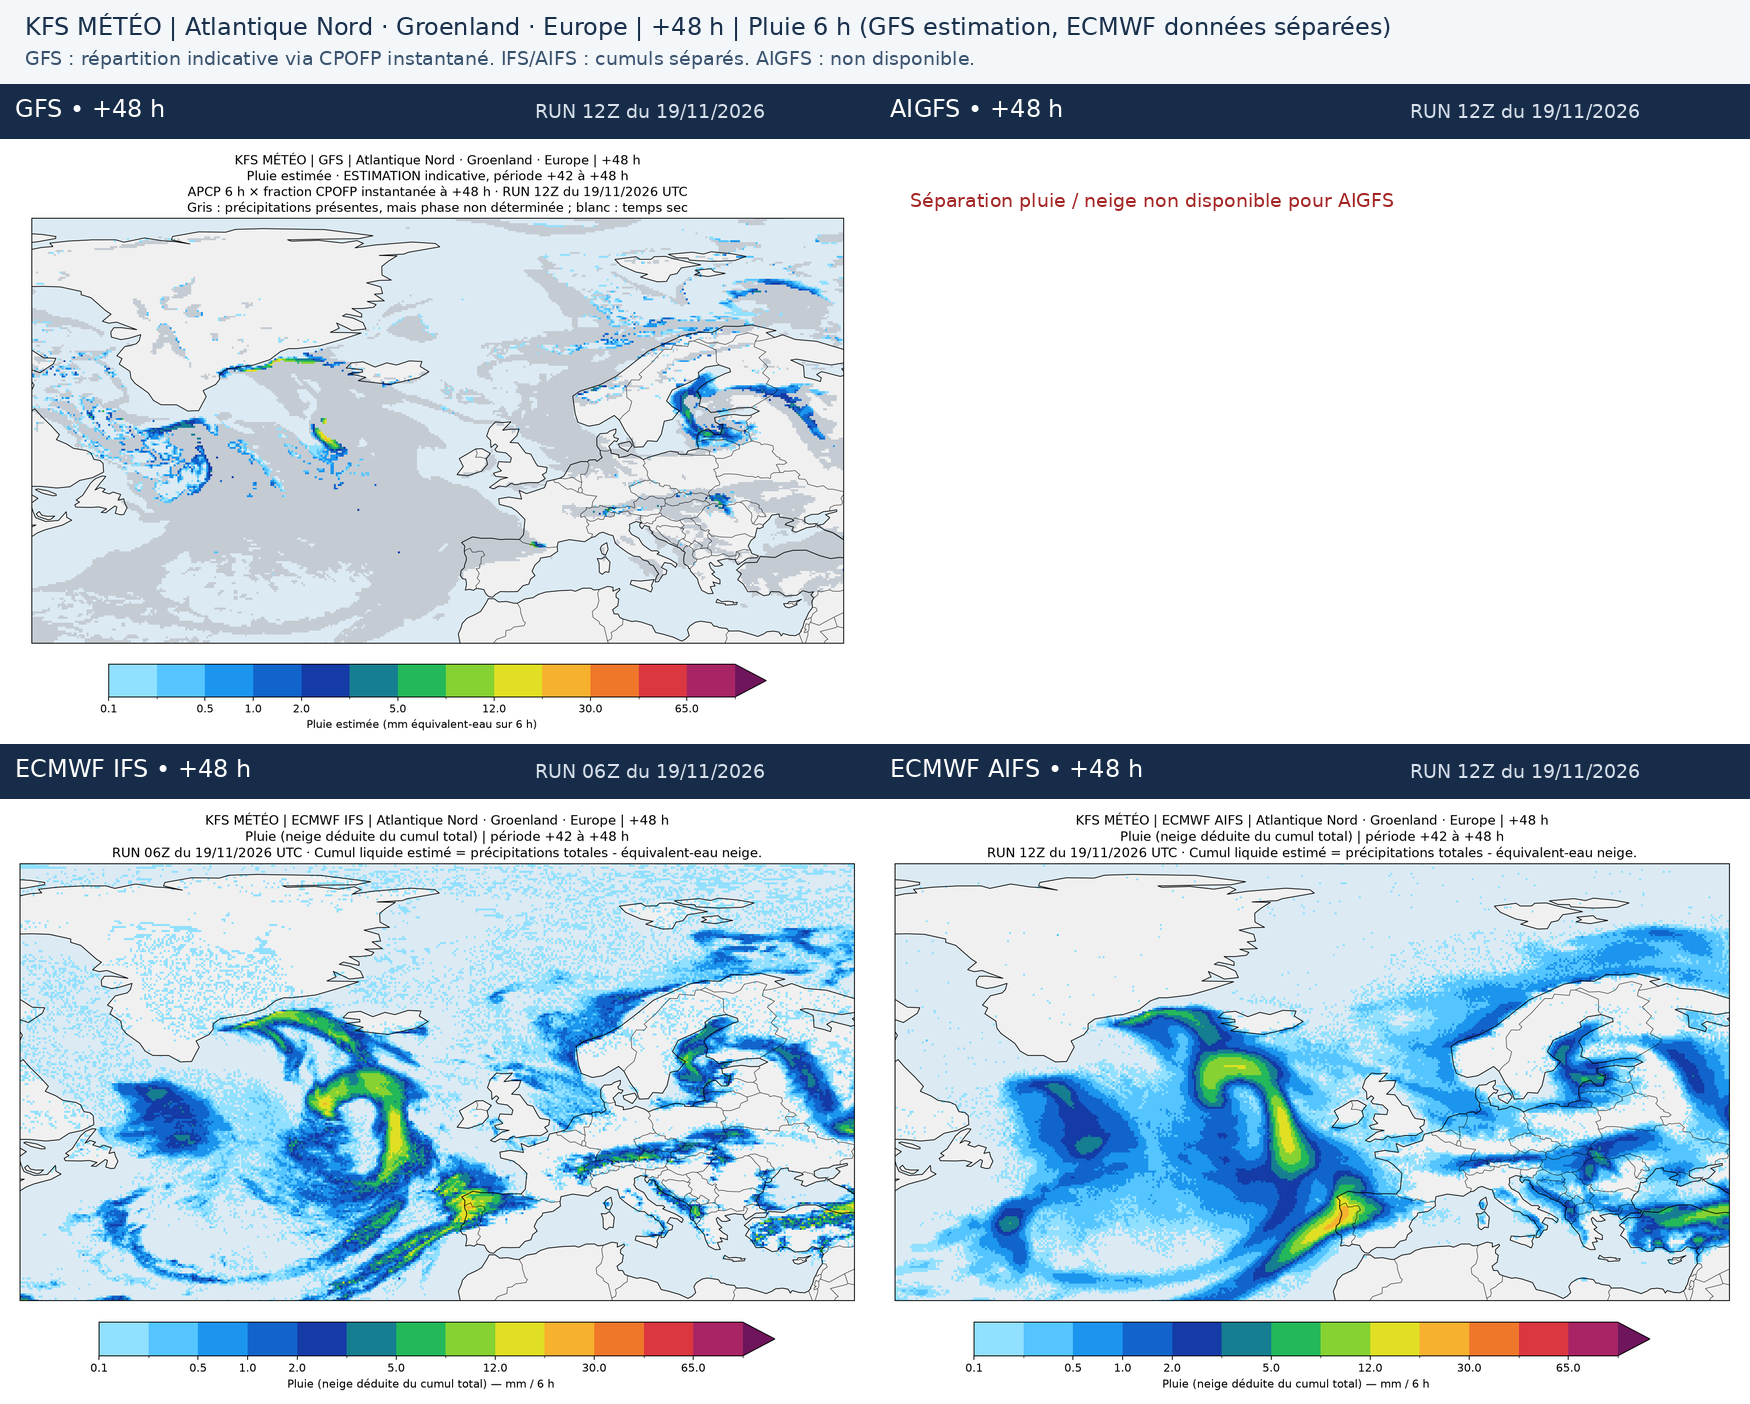 KFS MÉTÉO | Atlantique Nord · Groenland · Europe | +48 h | Pluie 6 h (GFS estimation, ECMWF données séparées)
GFS : répartition indicative via CPOFP instantané. IFS/AIFS : cumuls séparés. AIGFS : non disponible.
GFS • +48 h
RUN 12Z du 19/11/2026
AIGFS • +48 h
RUN 12Z du 19/11/2026
KFS MÉTÉO | GFS | Atlantique Nord · Groenland · Europe | +48 h
Pluie estimée · ESTIMATION indicative, période +42 à +48 h
APCP 6 h × fraction CPOFP instantanée à +48 h · RUN 12Z du 19/11/2026 UTC
Gris : précipitations présentes, mais phase non déterminée ; blanc : temps sec
0.1 0.5 1.0 2.0 5.0 12.0 30.0 65.0
Pluie estimée (mm équivalent-eau sur 6 h)
Séparation pluie / neige non disponible pour AIGFS
ECMWF IFS • +48 h
RUN 06Z du 19/11/2026
ECMWF AIFS • +48 h
RUN 12Z du 19/11/2026
KFS MÉTÉO | ECMWF IFS | Atlantique Nord · Groenland · Europe | +48 h
Pluie (neige déduite du cumul total) | période +42 à +48 h
RUN 06Z du 19/11/2026 UTC · Cumul liquide estimé = précipitations totales - équivalent-eau neige.
0.1 0.5 1.0 2.0 5.0 12.0 30.0 65.0
Pluie (neige déduite du cumul total) — mm / 6 h
KFS MÉTÉO | ECMWF AIFS | Atlantique Nord · Groenland · Europe | +48 h
Pluie (neige déduite du cumul total) | période +42 à +48 h
RUN 12Z du 19/11/2026 UTC · Cumul liquide estimé = précipitations totales - équivalent-eau neige.
0.1 0.5 1.0 2.0 5.0 12.0 30.0 65.0
Pluie (neige déduite du cumul total) — mm / 6 h